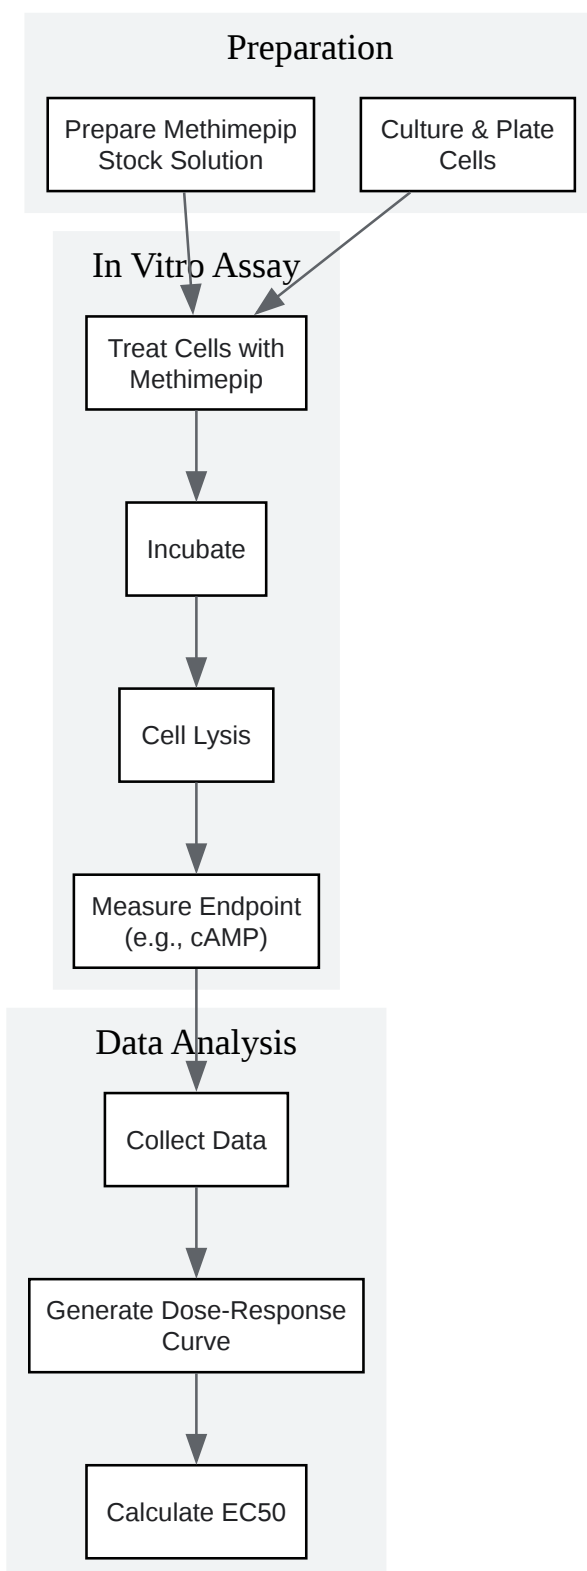 Preparation
Prepare Methimepip
Stock Solution
Culture & Plate
Cells
In Vitro Assay
Treat Cells with
Methimepip
Incubate
Cell Lysis
Measure Endpoint
(e.g., cAMP)
Data Analysis
Collect Data
Generate Dose-Response
Curve
Calculate EC50